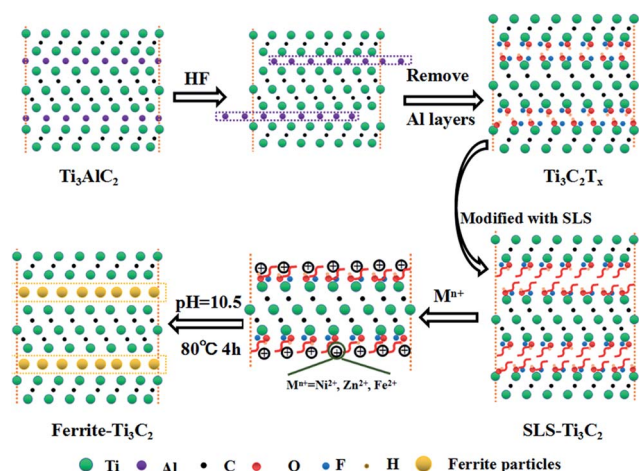 HF
Remove
Al layers
Ti₃AlC₂
Ti₃C₂Tₓ
Modified with SLS
pH=10.5
80℃ 4h
Mⁿ⁺
Mⁿ⁺=Ni²⁺, Zn²⁺, Fe²⁺
Ferrite-Ti₃C₂
SLS-Ti₃C₂
Ti Al C O F H Ferrite particles